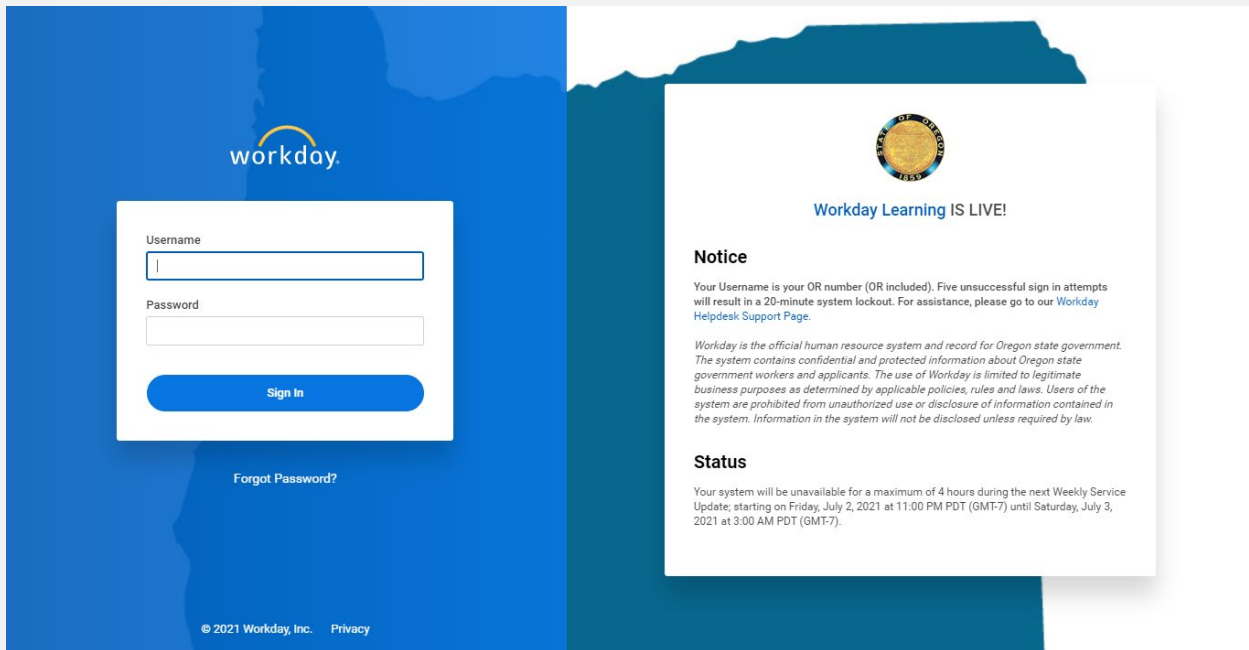 workday.
Username
Password
Sign In
Forgot Password?
© 2021 Workday, Inc. Privacy
STATE OF OREGON
1859
Workday Learning IS LIVE!
Notice
Your Username is your OR number (OR included). Five unsuccessful sign in attempts
will result in a 20-minute system lockout. For assistance, please go to our Workday
Helpdesk Support Page.
Workday is the official human resource system and record for Oregon state government.
The system contains confidential and protected information about Oregon state
government workers and applicants. The use of Workday is limited to legitimate
business purposes as determined by applicable policies, rules and laws. Users of the
system are prohibited from unauthorized use or disclosure of information contained in
the system. Information in the system will not be disclosed unless required by law.
Status
Your system will be unavailable for a maximum of 4 hours during the next Weekly Service
Update; starting on Friday, July 2, 2021 at 11:00 PM PDT (GMT-7) until Saturday, July 3,
2021 at 3:00 AM PDT (GMT-7).